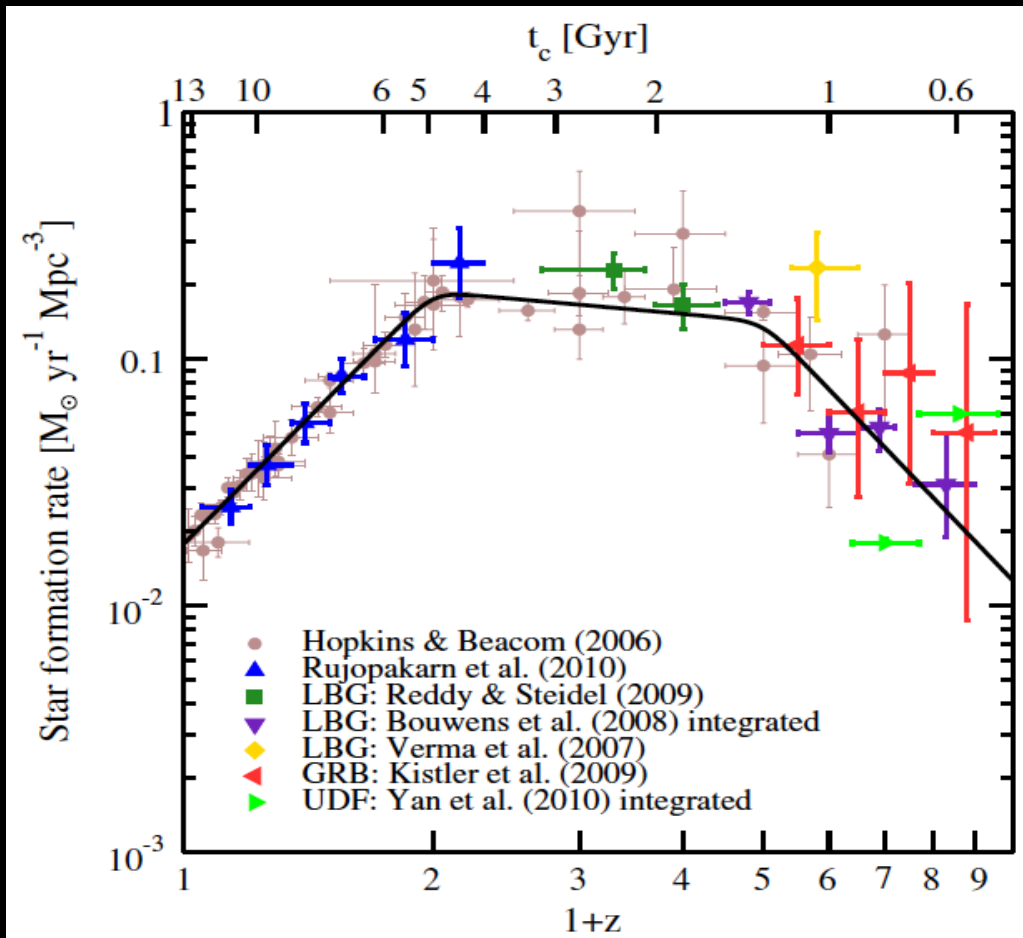 t_c [Gyr]
13 10 6 5 4 3 2 1 0.6
1
0.1
10^-2
10^-3
Star formation rate [M_⊙ yr^-1 Mpc^-3]
Hopkins & Beacom (2006)
Rujopakarn et al. (2010)
LBG: Reddy & Steidel (2009)
LBG: Bouwens et al. (2008) integrated
LBG: Verma et al. (2007)
GRB: Kistler et al. (2009)
UDF: Yan et al. (2010) integrated
1 2 3 4 5 6 7 8 9
1+z